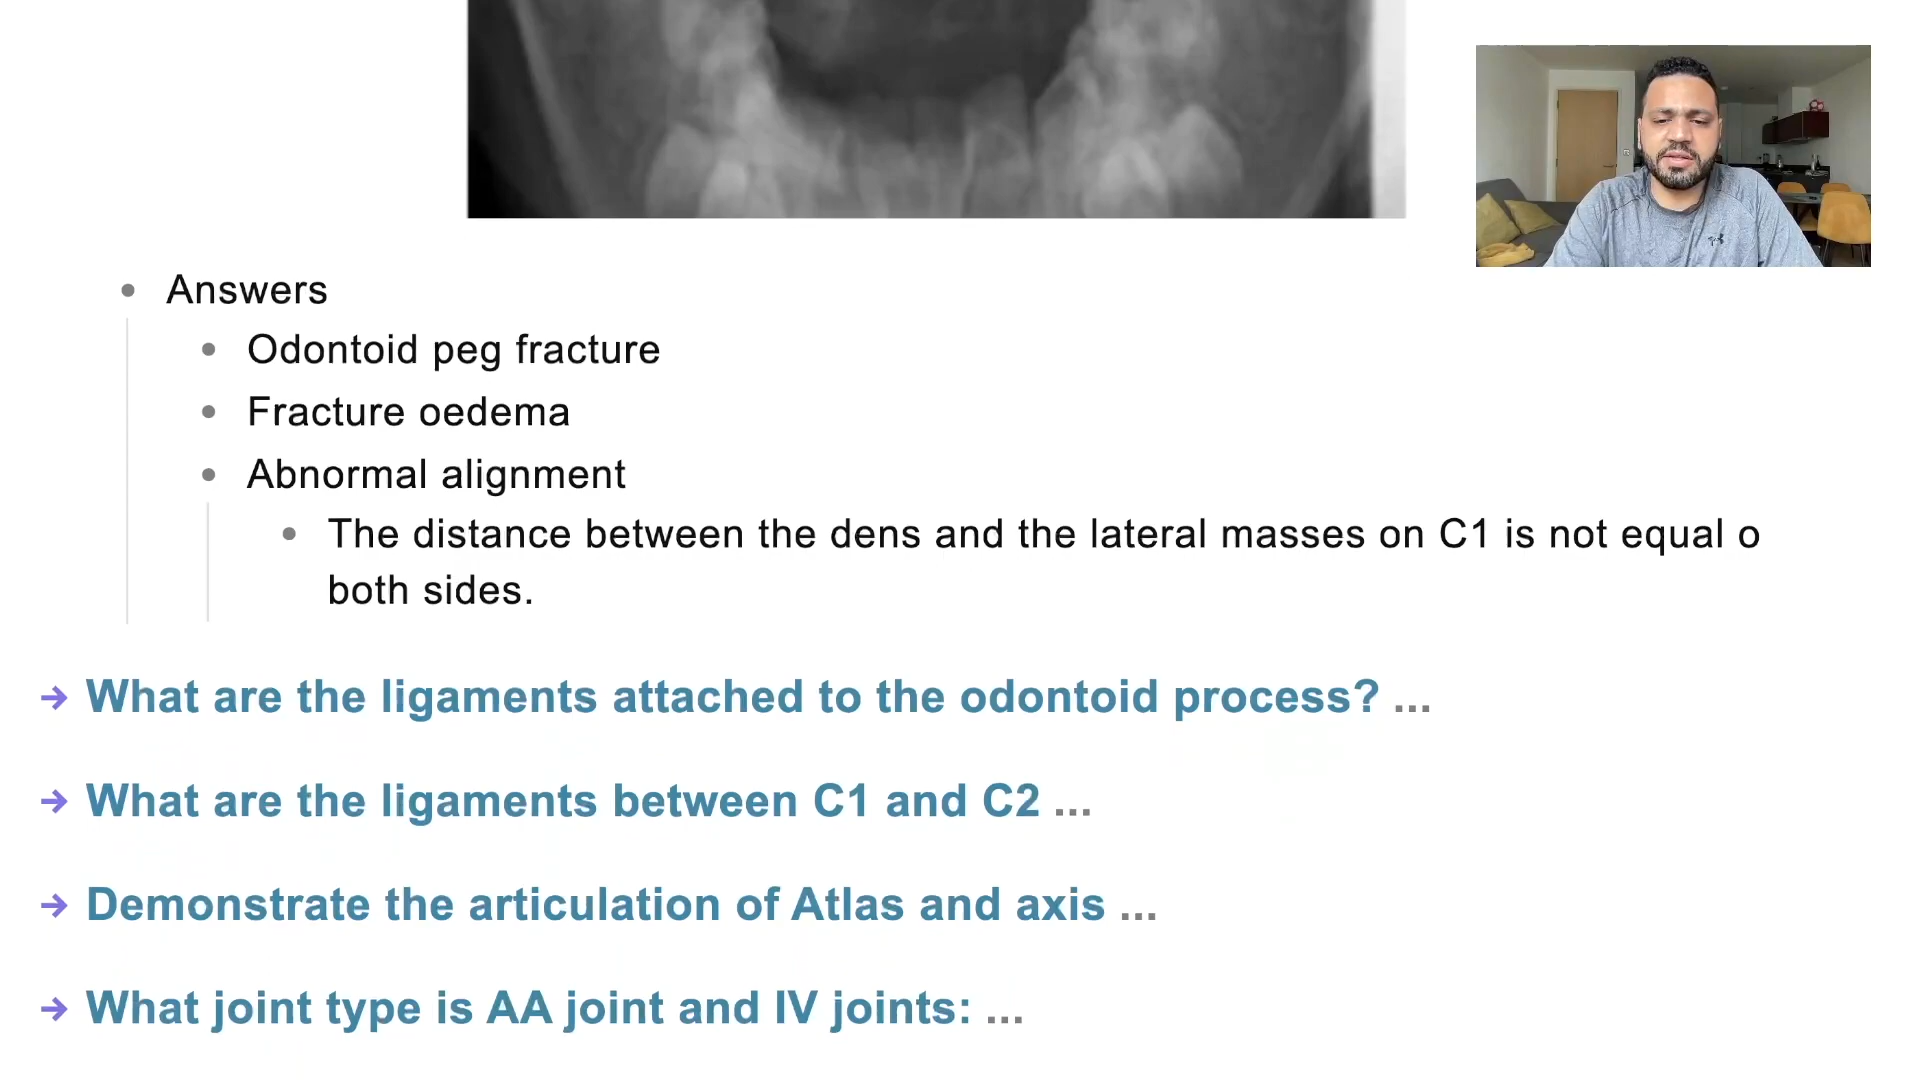 Answers
Odontoid peg fracture
Fracture oedema
Abnormal alignment
The distance between the dens and the lateral masses on C1 is not equal o
both sides.
→ What are the ligaments attached to the odontoid process? ...
→ What are the ligaments between C1 and C2 ...
→ Demonstrate the articulation of Atlas and axis ...
→ What joint type is AA joint and IV joints: ...